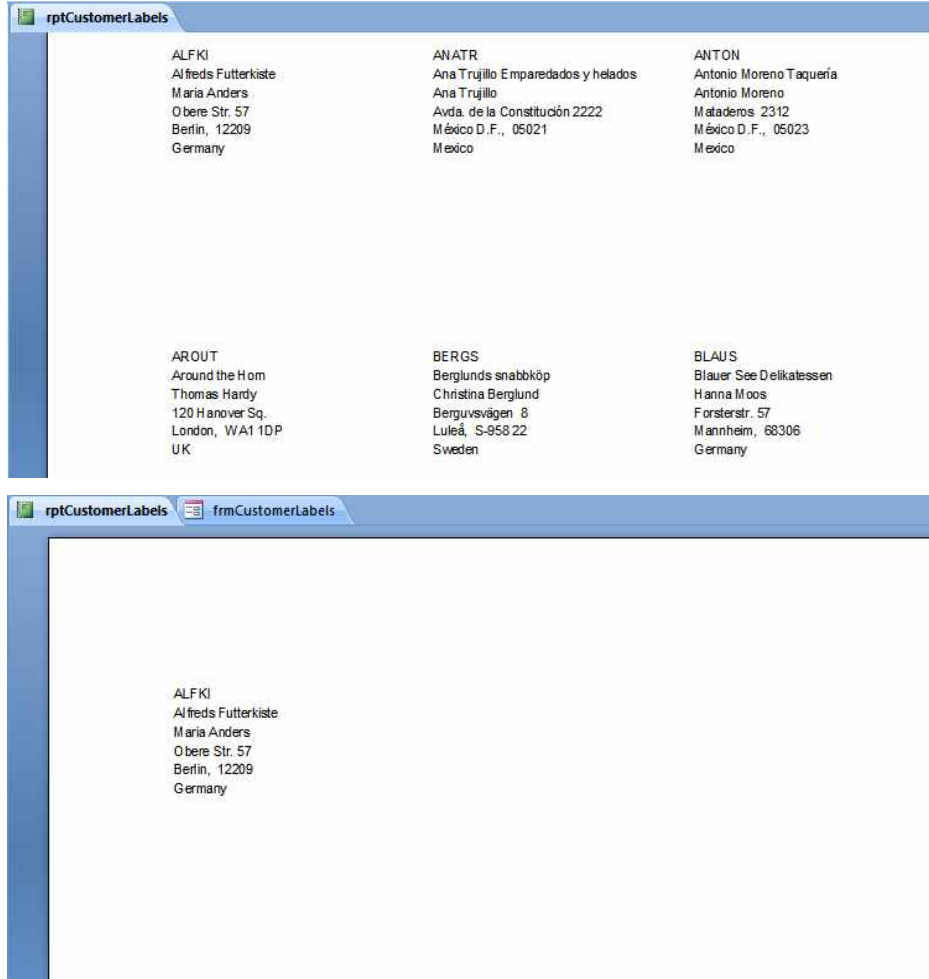 rptCustomerLabels
ALFKI
Alfreds Futterkiste
Maria Anders
Obere Str. 57
Berlin, 12209
Germany
ANATR
Ana Trujillo Emparedados y helados
Ana Trujillo
Avda. de la Constitución 2222
México D.F., 05021
Mexico
ANTON
Antonio Moreno Taquería
Antonio Moreno
Mataderos 2312
México D.F., 05023
Mexico
AROUT
Around the Horn
Thomas Hardy
120 Hanover Sq.
London, WA1 1DP
UK
BERGS
Berglunds snabbköp
Christina Berglund
Berguvsvägen 8
Luleå, S-958 22
Sweden
BLAUS
Blauer See Delikatessen
Hanna Moos
Forsterstr. 57
Mannheim, 68306
Germany
rptCustomerLabels frmCustomerLabels
ALFKI
Alfreds Futterkiste
Maria Anders
Obere Str. 57
Berlin, 12209
Germany